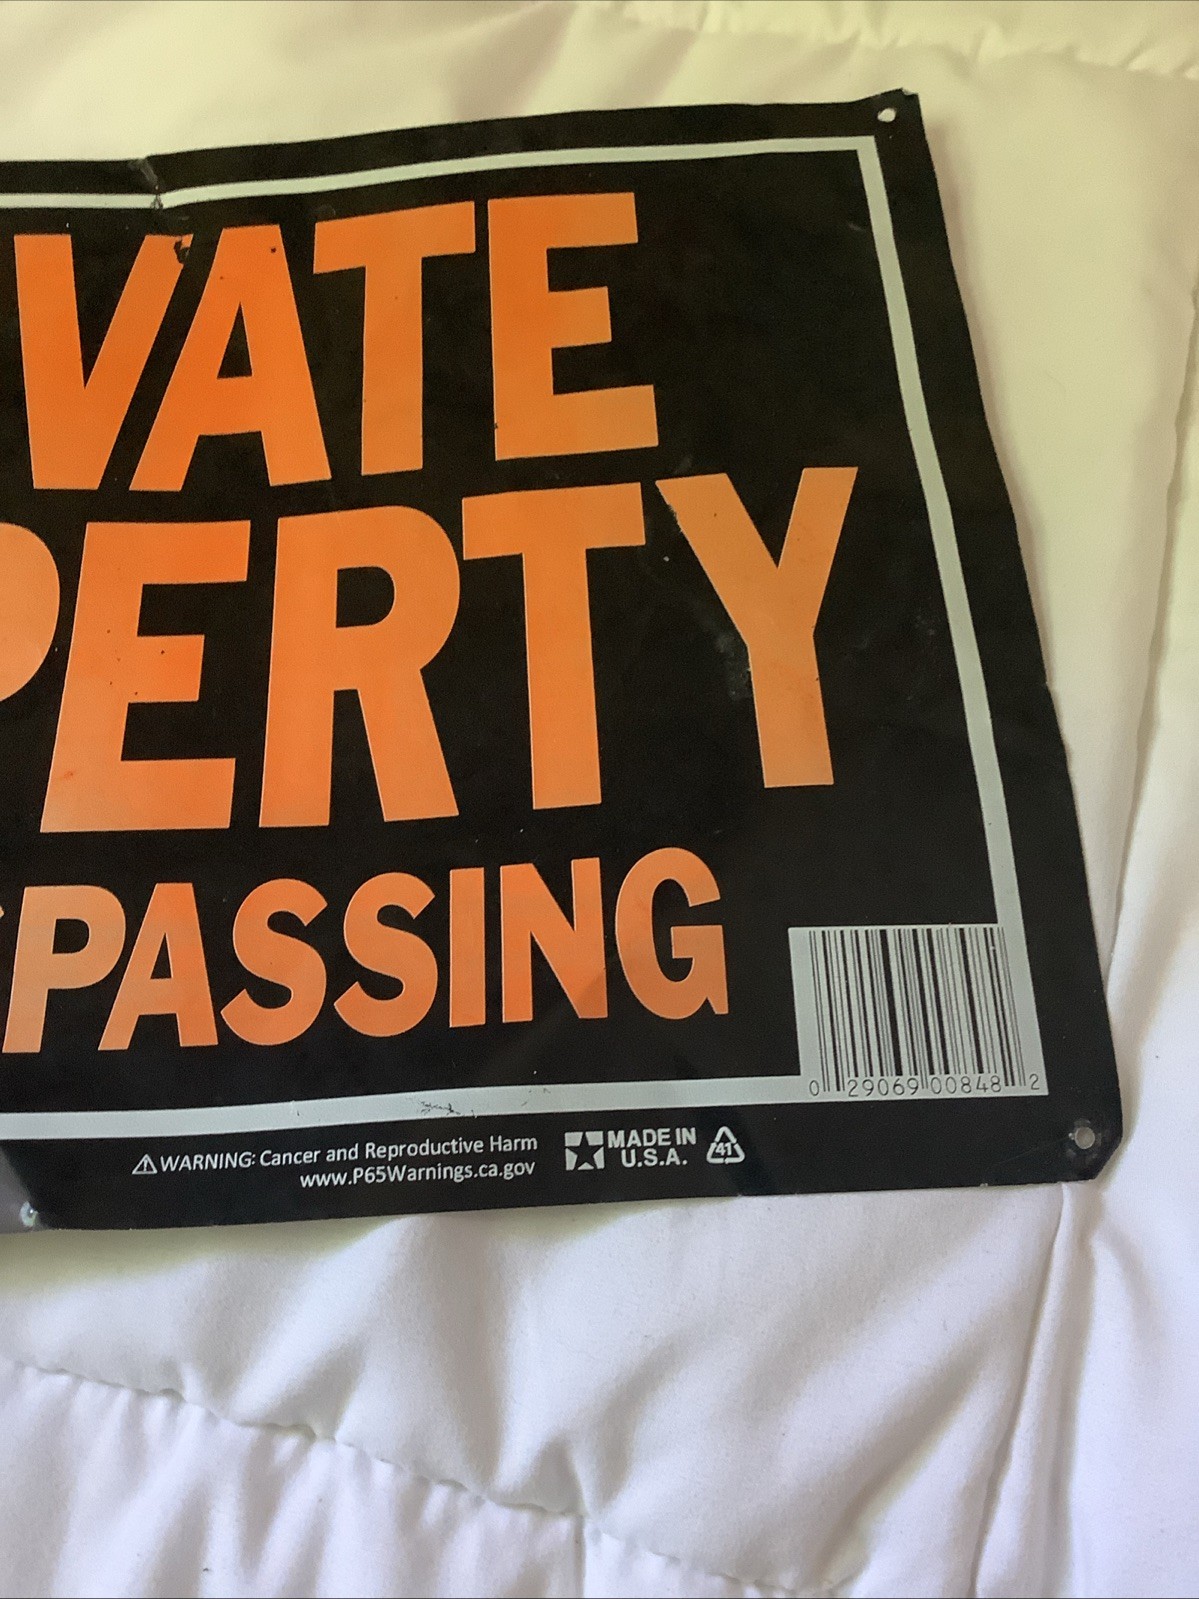 VATE
PERTY
PASSING
0 29069 00848 2
⚠ WARNING: Cancer and Reproductive Harm
www.P65Warnings.ca.gov
MADE IN
U.S.A.
41